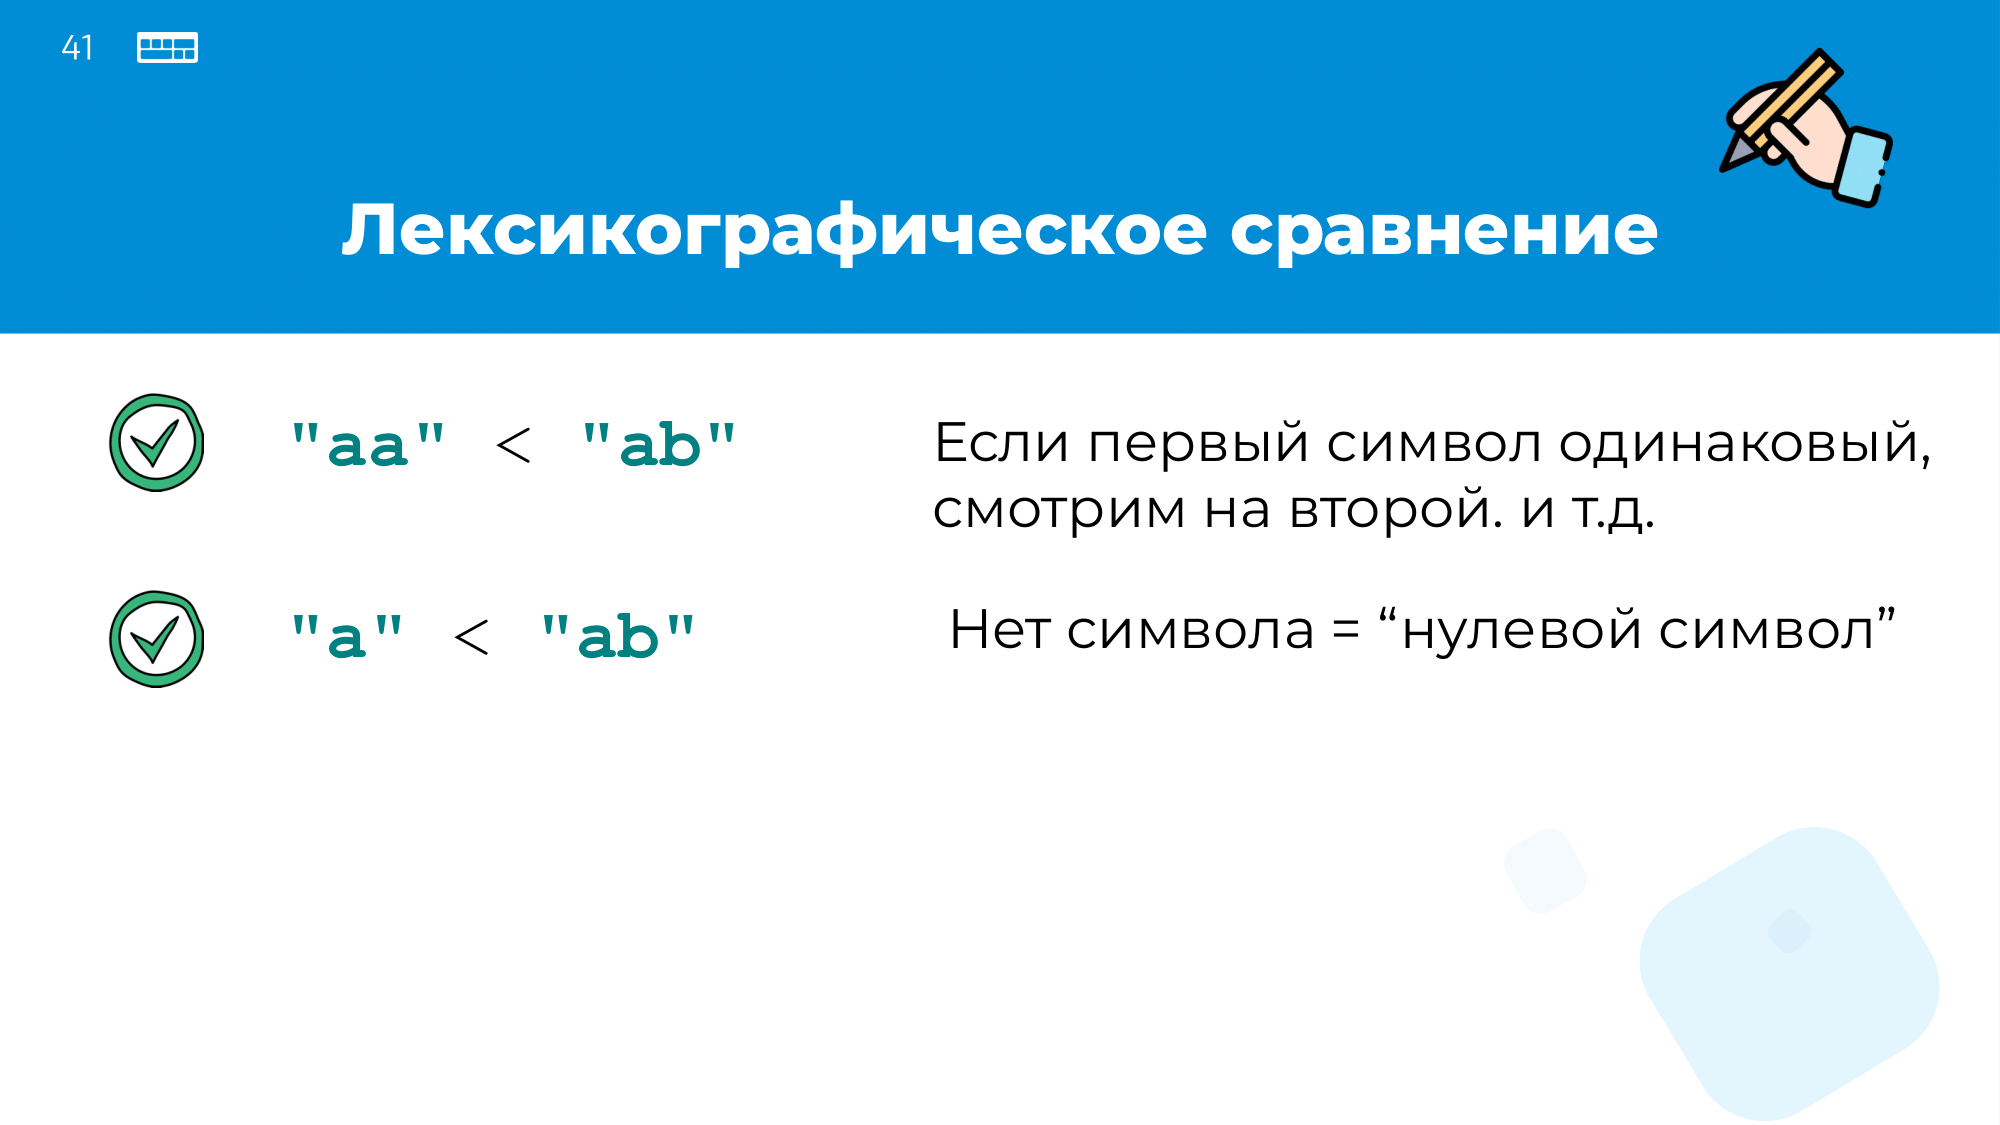 41
Лексикографическое сравнение
"aa" < "ab"
Если первый символ одинаковый,
смотрим на второй. и т.д.
"a" < "ab"
Нет символа = “нулевой символ”